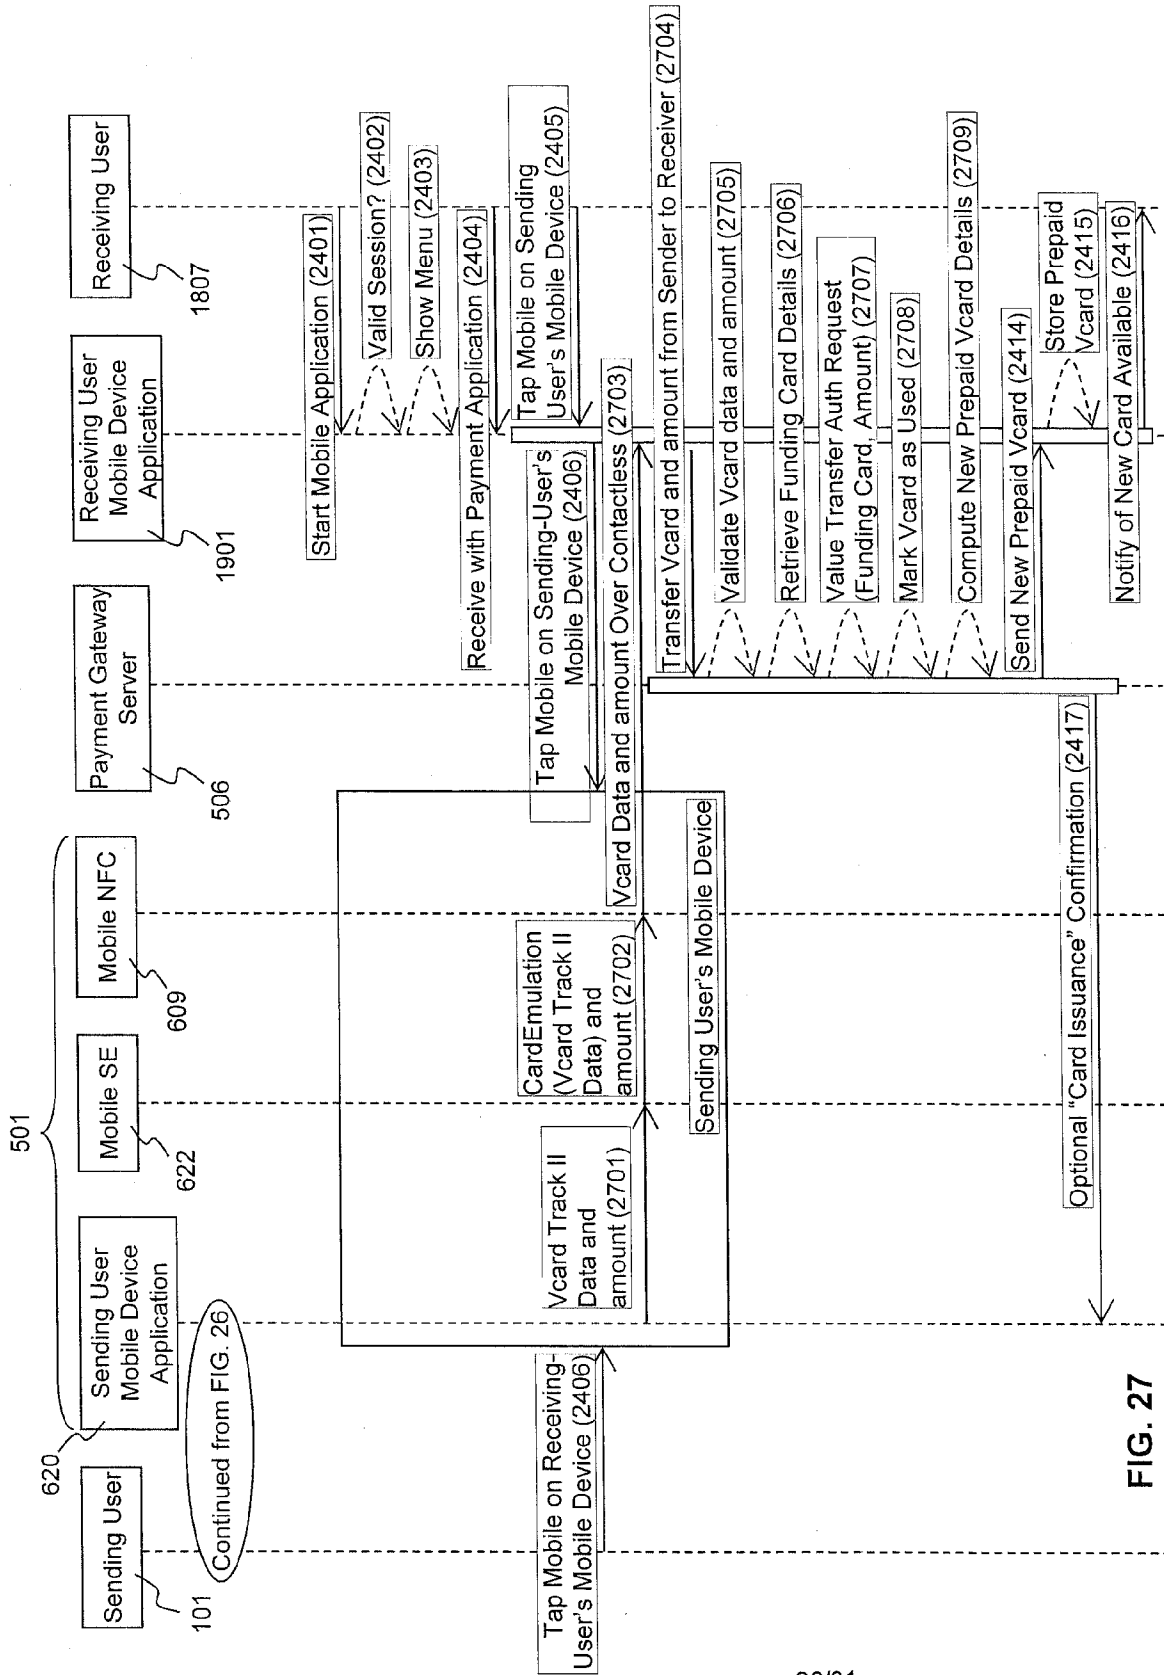 501
Sending User
101
620
Sending User
Mobile Device
Application
Continued from FIG. 26
Mobile SE
622
Mobile NFC
609
Payment Gateway
Server
506
Receiving User
Mobile Device
Application
1901
Receiving User
1807
Start Mobile Application (2401)
Valid Session? (2402)
Show Menu (2403)
Receive with Payment Application (2404)
Tap Mobile on Sending
User's Mobile Device (2405)
Tap Mobile on Receiving-
User's Mobile Device (2406)
Tap Mobile on Sending-User's
Mobile Device (2406)
Vcard Track II
Data and
amount (2701)
CardEmulation
(Vcard Track II
Data) and
amount (2702)
Vcard Data and amount Over Contactless (2703)
Sending User's Mobile Device
Transfer Vcard and amount from Sender to Receiver (2704)
Validate Vcard data and amount (2705)
Retrieve Funding Card Details (2706)
Value Transfer Auth Request
(Funding Card, Amount) (2707)
Mark Vcard as Used (2708)
Compute New Prepaid Vcard Details (2709)
Send New Prepaid Vcard (2414)
Store Prepaid
Vcard (2415)
Optional "Card Issuance" Confirmation (2417)
Notify of New Card Available (2416)
FIG. 27